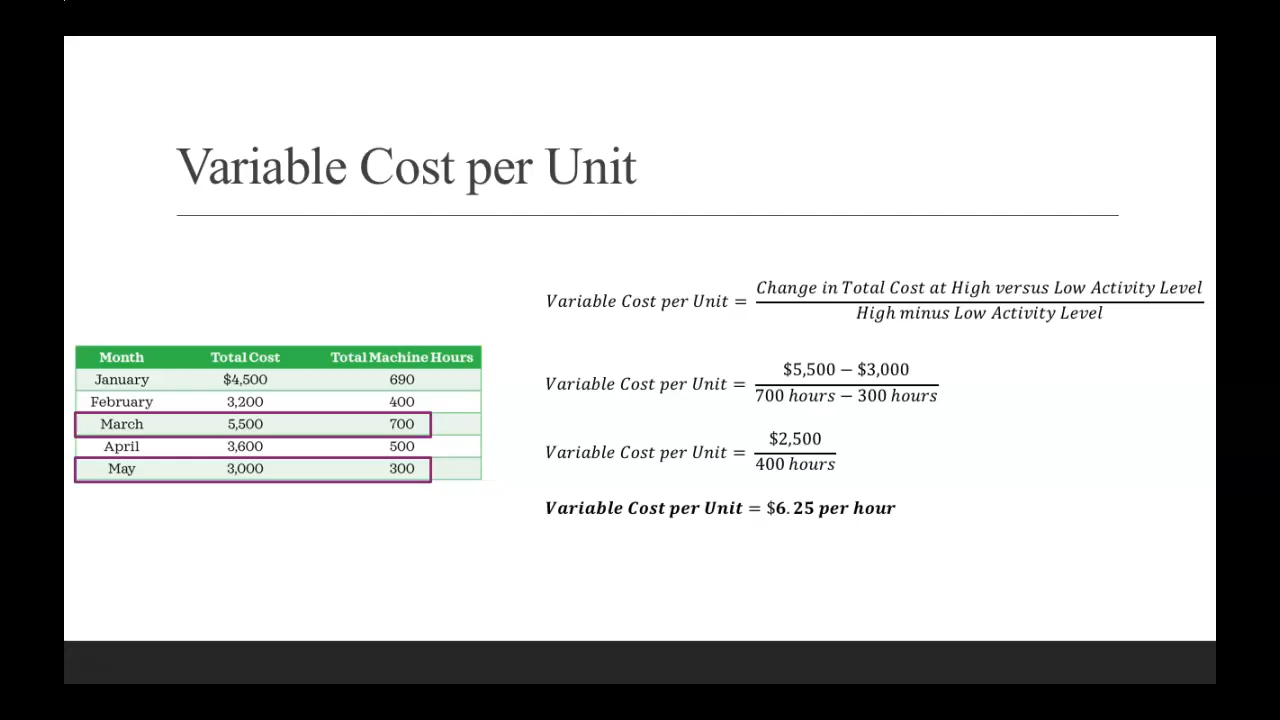 Variable Cost per Unit
Month Total Cost Total Machine Hours
January $4,500 690
February 3,200 400
March 5,500 700
April 3,600 500
May 3,000 300
Variable Cost per Unit = Change in Total Cost at High versus Low Activity Level
High minus Low Activity Level
Variable Cost per Unit = $5,500 − $3,000
700 hours − 300 hours
Variable Cost per Unit = $2,500
400 hours
Variable Cost per Unit = $6.25 per hour